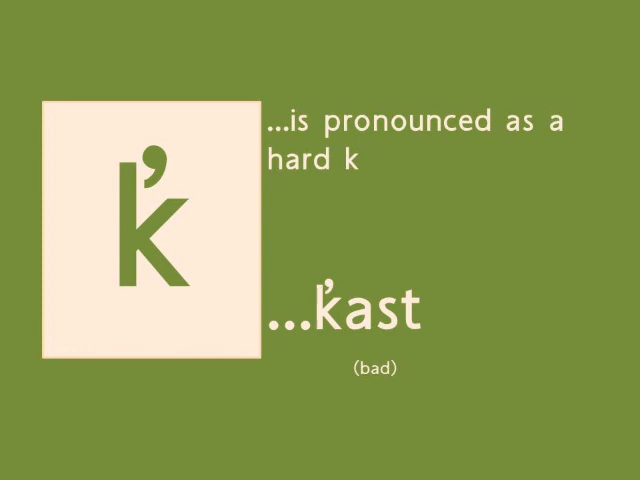 k̓
...is pronounced as a
hard k
...k̓ast
(bad)